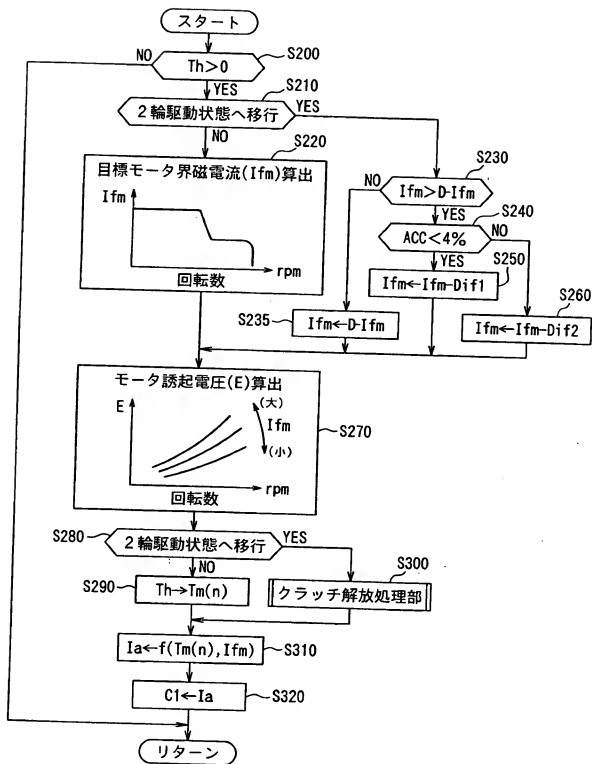 スタート
S200
NO
Th>0
YES
S210
2輪駆動状態へ移行
YES
NO
S220
目標モータ界磁電流(Ifm)算出
Ifm
rpm
回転数
S230
NO
Ifm>D-Ifm
YES
S240
ACC<4%
NO
YES
S250
Ifm←Ifm-Dif1
S260
S235
Ifm←D-Ifm
Ifm←Ifm-Dif2
モータ誘起電圧(E)算出
E
(大)
Ifm
(小)
S270
rpm
回転数
S280
2輪駆動状態へ移行
YES
NO
S290
Th→Tm(n)
S300
クラッチ解放処理部
Ia←f(Tm(n),Ifm)
S310
C1←Ia
S320
リターン